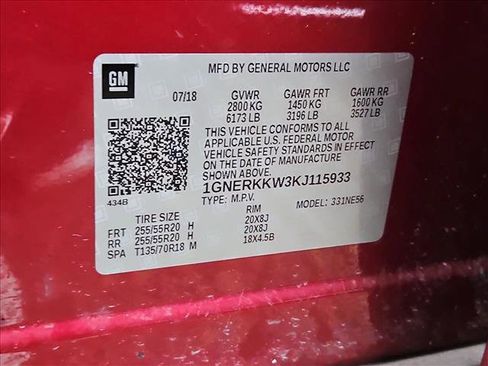 GM
MFD BY GENERAL MOTORS LLC
07/18 GVWR GAWR FRT GAWR RR
2800 KG 1450 KG 1600 KG
6173 LB 3196 LB 3527 LB
THIS VEHICLE CONFORMS TO ALL
APPLICABLE U.S. FEDERAL MOTOR
VEHICLE SAFETY STANDARDS IN EFFECT
ON THE DATE OF MANUFACTURE
SHOWN ABOVE.
1GNERKKW3KJ115933
434B TYPE: M.P.V. MODEL: 331NE56
TIRE SIZE RIM
FRT 255/55R20 H 20X8J
RR 255/55R20 H 20X8J
SPA T135/70R18 M 18X4.5B